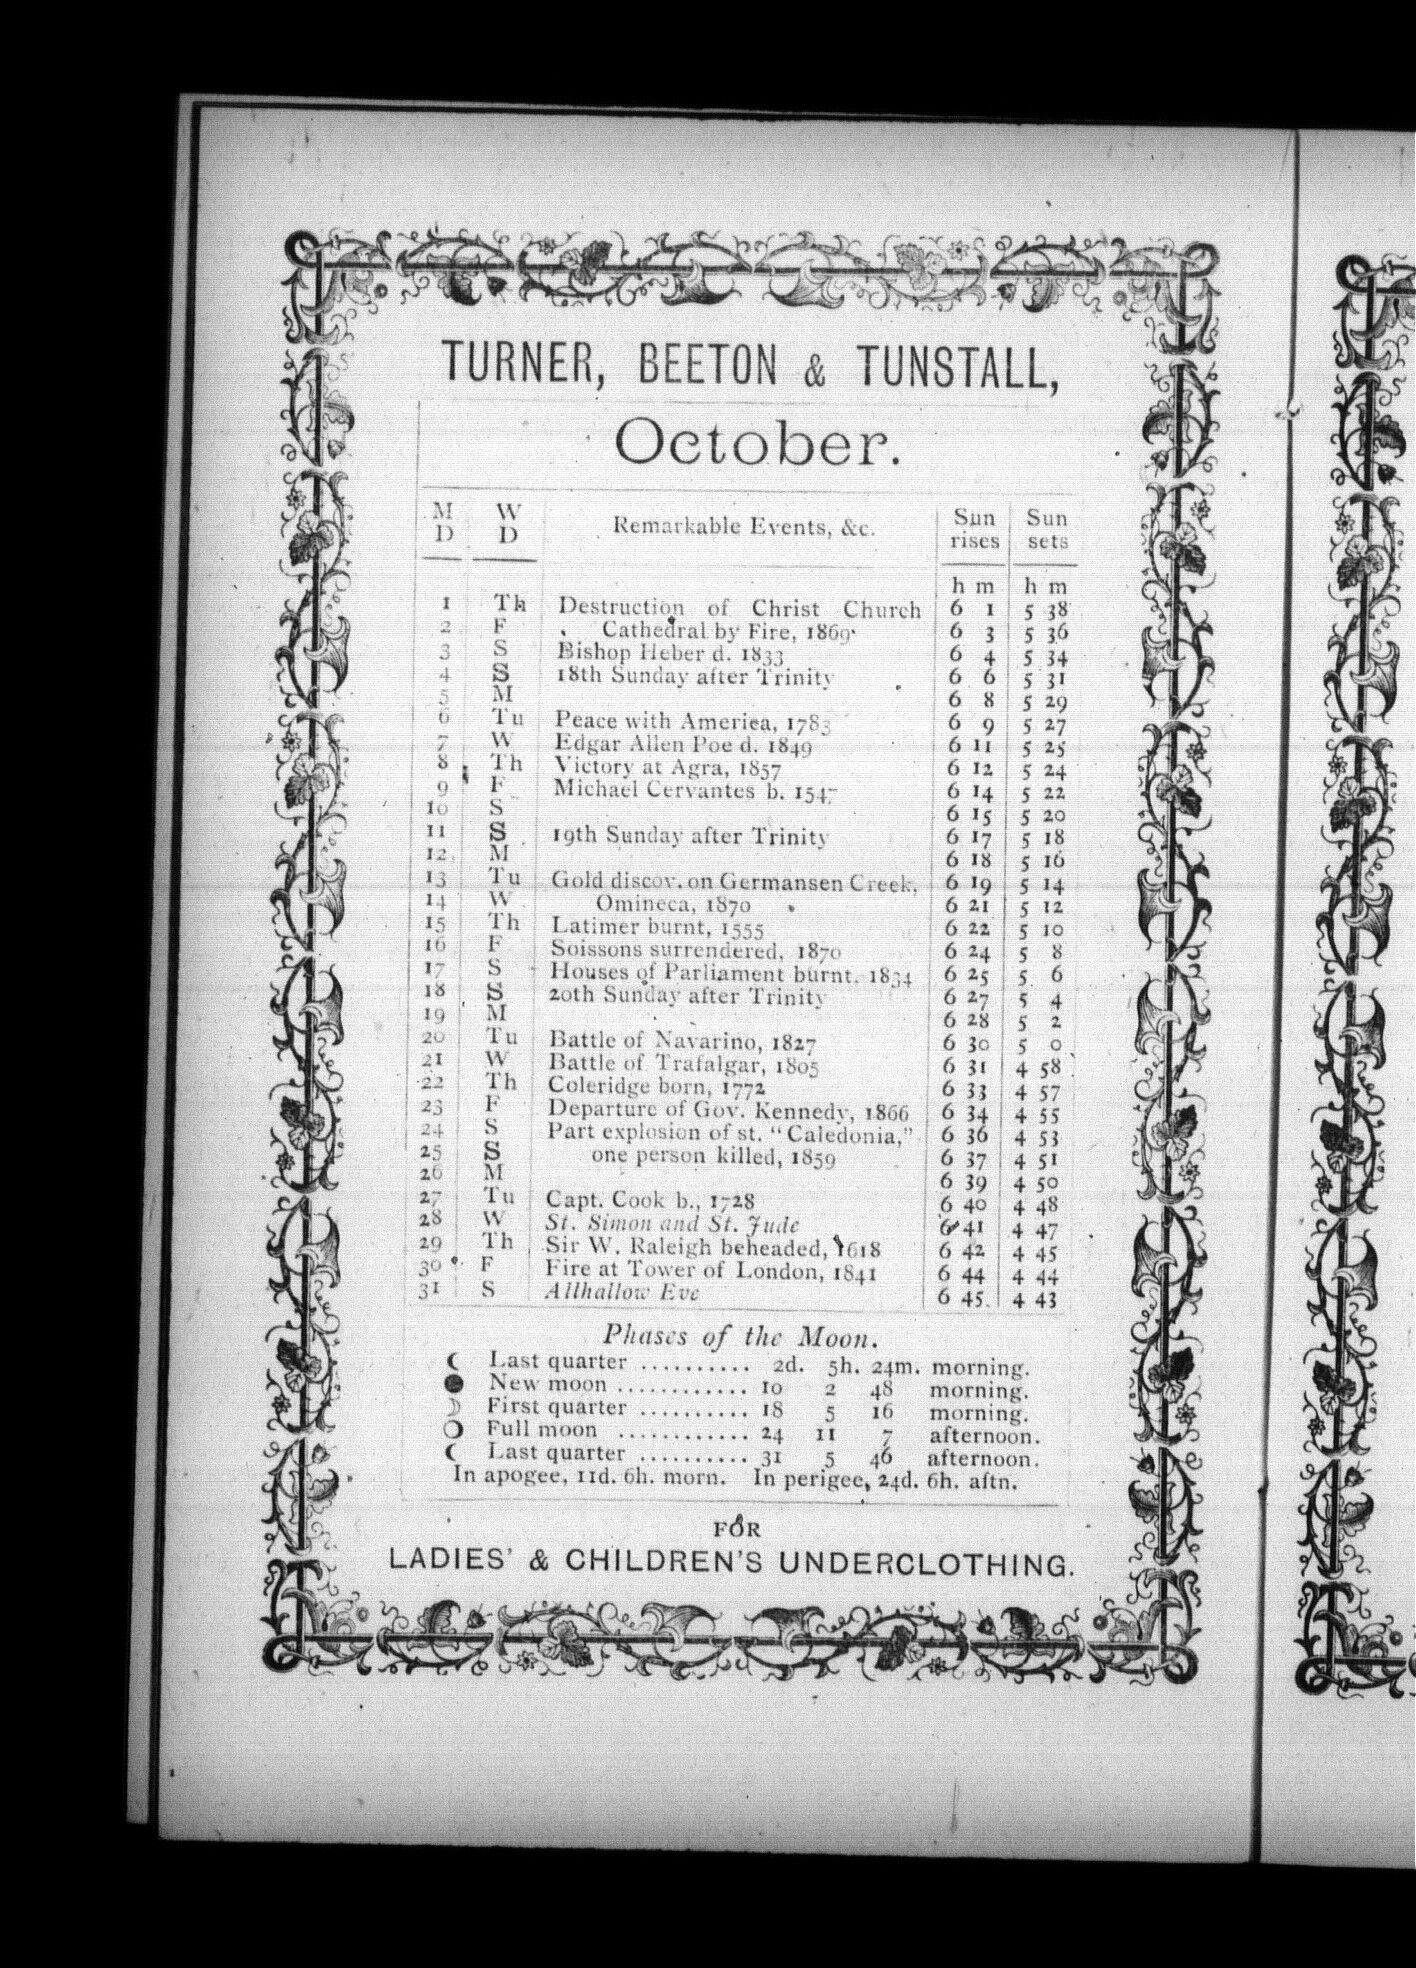 TURNER, BEETON & TUNSTALL,
October.
M D W D Remarkable Events, &c. Sun rises Sun sets
h m h m
1 Th Destruction of Christ Church 6 1 5 38
2 F Cathedral by Fire, 1869 6 3 5 36
3 S Bishop Heber d. 1833 6 4 5 34
4 S 18th Sunday after Trinity 6 6 5 31
5 M 6 8 5 29
6 Tu Peace with America, 1783 6 9 5 27
7 W Edgar Allen Poe d. 1849 6 11 5 25
8 Th Victory at Agra, 1857 6 12 5 24
9 F Michael Cervantes b. 1547 6 14 5 22
10 S 6 15 5 20
11 S 19th Sunday after Trinity 6 17 5 18
12 M 6 18 5 16
13 Tu Gold discov. on Germansen Creek, 6 19 5 14
14 W Omineca, 1870 6 21 5 12
15 Th Latimer burnt, 1555 6 22 5 10
16 F Soissons surrendered, 1870 6 24 5 8
17 S Houses of Parliament burnt, 1834 6 25 5 6
18 S 20th Sunday after Trinity 6 27 5 4
19 M 6 28 5 2
20 Tu Battle of Navarino, 1827 6 30 5 0
21 W Battle of Trafalgar, 1805 6 31 4 58
22 Th Coleridge born, 1772 6 33 4 57
23 F Departure of Gov. Kennedy, 1866 6 34 4 55
24 S Part explosion of st. "Caledonia," 6 36 4 53
25 S one person killed, 1859 6 37 4 51
26 M 6 39 4 50
27 Tu Capt. Cook b., 1728 6 40 4 48
28 W St. Simon and St. Jude 6 41 4 47
29 Th Sir W. Raleigh beheaded, 1618 6 42 4 45
30 F Fire at Tower of London, 1841 6 44 4 44
31 S Allhallow Eve 6 45 4 43
Phases of the Moon.
☾ Last quarter .......... 2d. 5h. 24m. morning.
● New moon ............ 10 2 48 morning.
☽ First quarter .......... 18 5 16 morning.
○ Full moon ............ 24 11 7 afternoon.
☾ Last quarter .......... 31 5 46 afternoon.
In apogee, 11d. 6h. morn. In perigee, 24d. 6h. aftn.
FOR
LADIES' & CHILDREN'S UNDERCLOTHING.